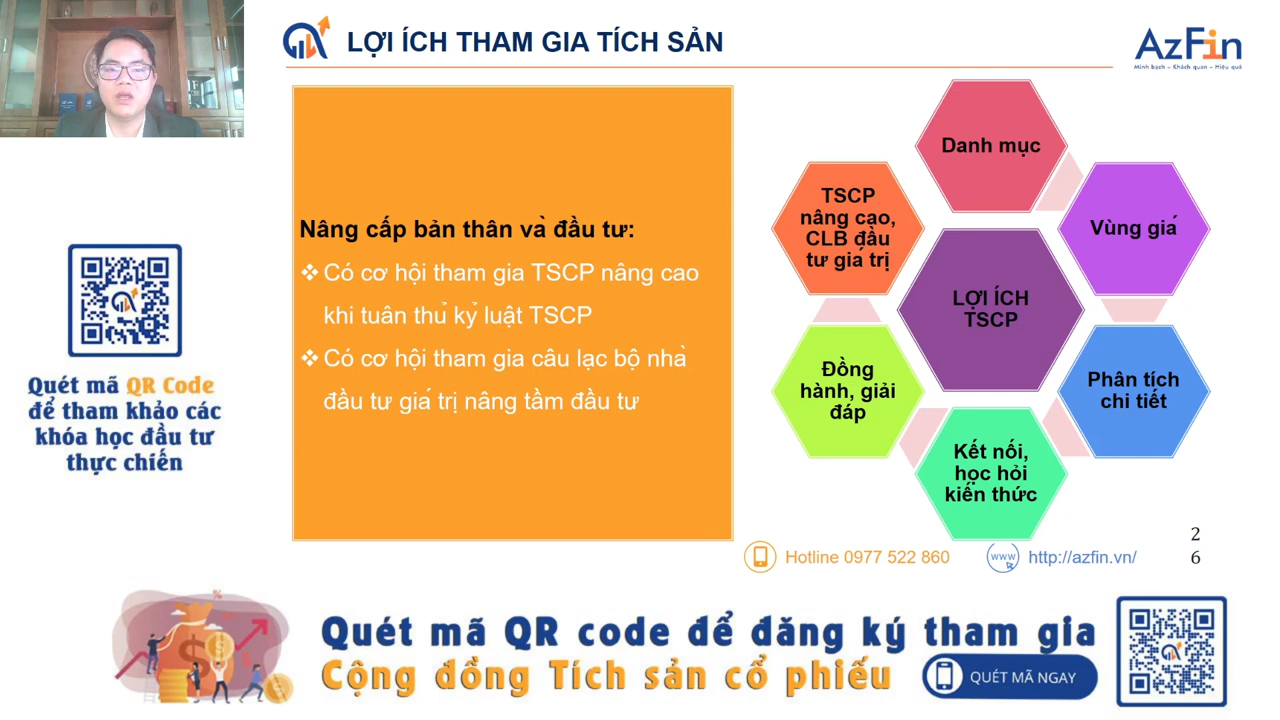 LỢI ÍCH THAM GIA TÍCH SẢN
AzFin
Minh bạch – Khách quan – Hiệu quả
Nâng cấp bản thân và đầu tư:
❖ Có cơ hội tham gia TSCP nâng cao
khi tuân thủ kỷ luật TSCP
❖ Có cơ hội tham gia câu lạc bộ nhà
đầu tư giá trị nâng tầm đầu tư
Danh mục
Vùng giá
Phân tích
chi tiết
Kết nối,
học hỏi
kiến thức
Đồng
hành, giải
đáp
TSCP
nâng cao,
CLB đầu
tư giá trị
LỢI ÍCH
TSCP
Quét mã QR Code
để tham khảo các
khóa học đầu tư
thực chiến
Hotline 0977 522 860
www
http://azfin.vn/
2
6
Quét mã QR code để đăng ký tham gia
Cộng đồng Tích sản cổ phiếu
QUÉT MÃ NGAY